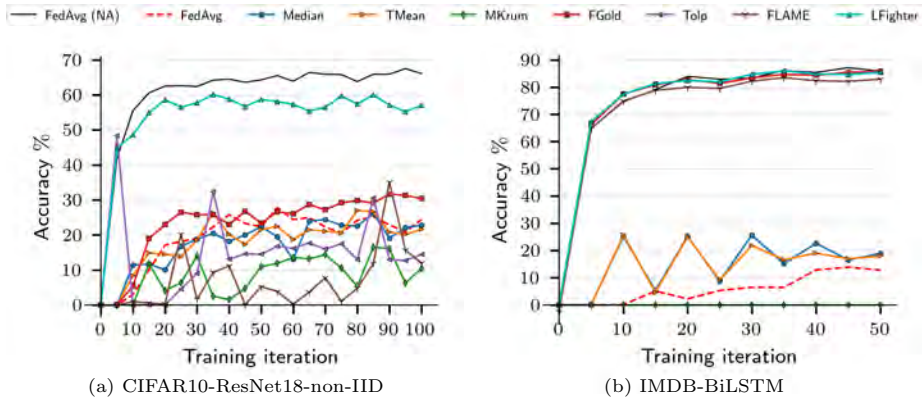 FedAvg (NA) FedAvg Median TMean MKrum FGold Tolp FLAME LFighter
70
60
50
40
30
20
10
0
Accuracy %
0 10 20 30 40 50 60 70 80 90 100
Training iteration
(a) CIFAR10-ResNet18-non-IID
90
80
70
60
50
40
30
20
10
0
Accuracy %
0 10 20 30 40 50
Training iteration
(b) IMDB-BiLSTM